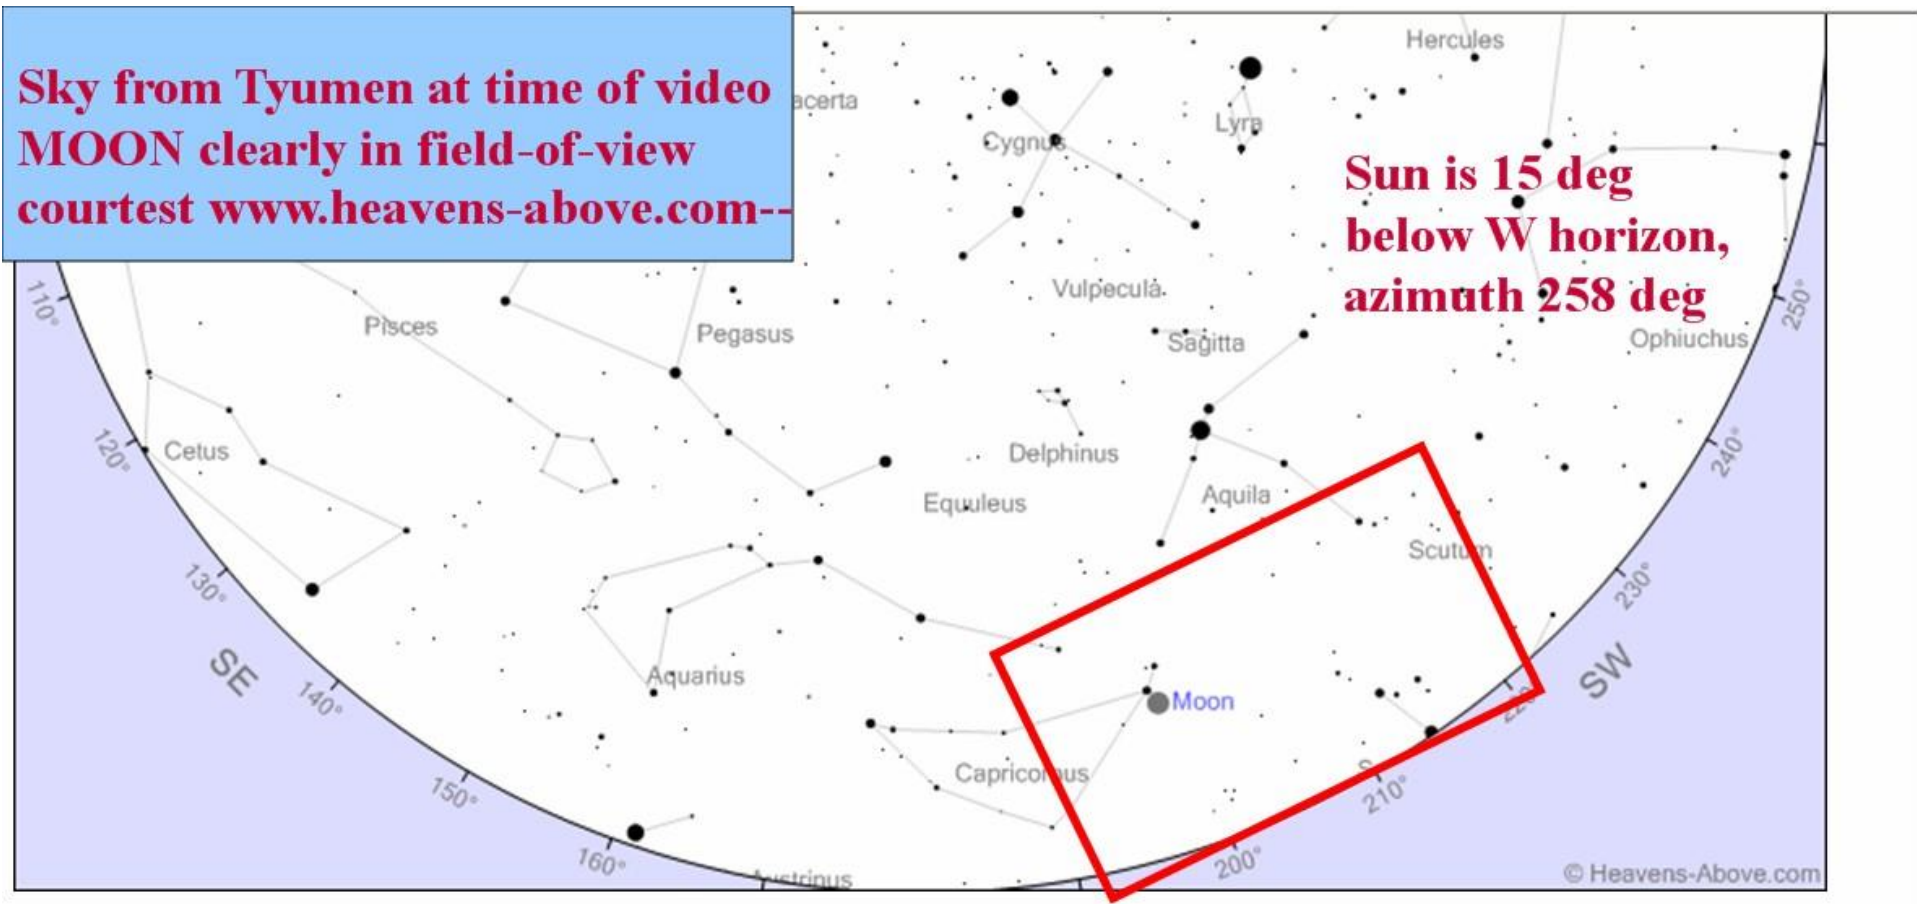 Sky from Tyumen at time of video
MOON clearly in field-of-view
courtest www.heavens-above.com--
Hercules
acerta
Cygnus
Lyra
Sun is 15 deg
below W horizon,
azimuth 258 deg
Vulpecula
110°
250°
Pisces
Pegasus
Sagitta
Ophiuchus
120°
Cetus
Delphinus
240°
Equuleus
Aquila
Scutum
130°
230°
SE
Aquarius
SW
140°
Moon
220°
Capricornus
150°
S
210°
160°
200°
ustrinus
© Heavens-Above.com